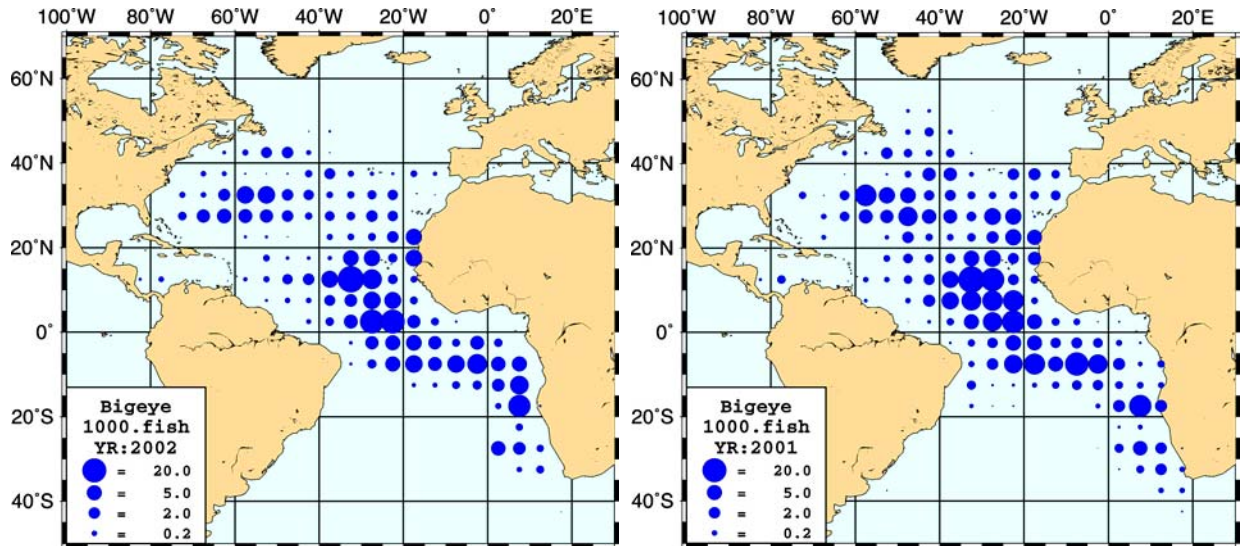 100°W 80°W 60°W 40°W 20°W 0° 20°E
60°N
40°N
20°N
0°
20°S
40°S
Bigeye
1000.fish
YR:2002
= 20.0
= 5.0
= 2.0
= 0.2
100°W 80°W 60°W 40°W 20°W 0° 20°E
60°N
40°N
20°N
0°
20°S
40°S
Bigeye
1000.fish
YR:2001
= 20.0
= 5.0
= 2.0
= 0.2